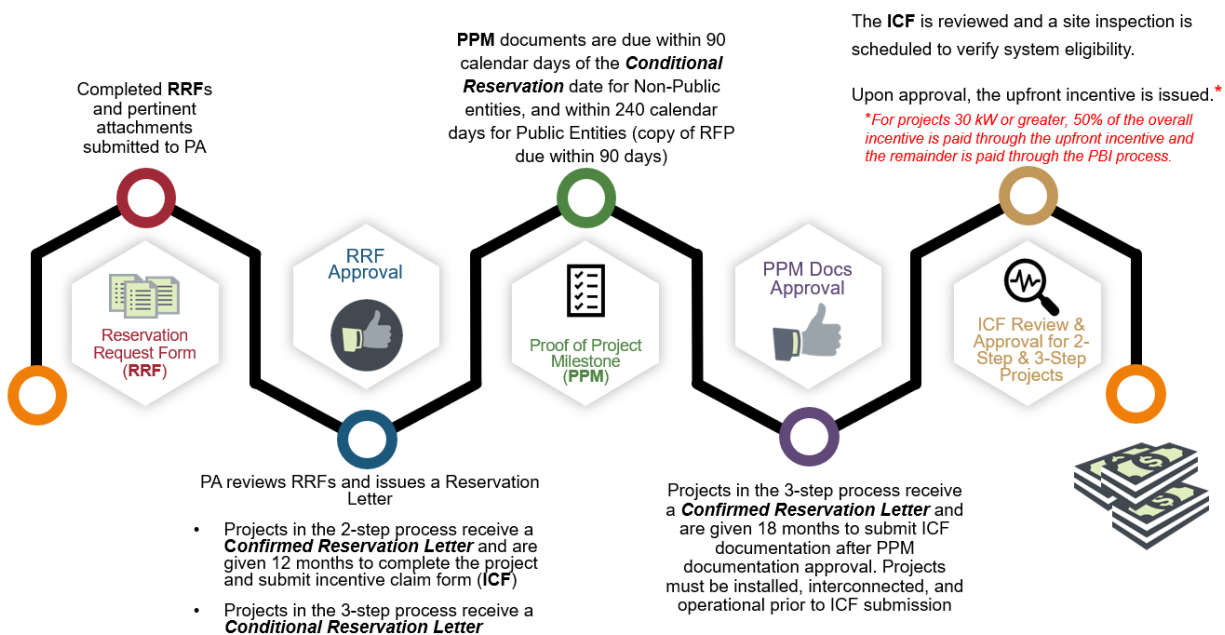 Completed RRFs
and pertinent
attachments
submitted to PA
Reservation
Request Form
(RRF)
RRF
Approval
PA reviews RRFs and issues a Reservation
Letter
• Projects in the 2-step process receive a
Confirmed Reservation Letter and are
given 12 months to complete the project
and submit incentive claim form (ICF)
• Projects in the 3-step process receive a
Conditional Reservation Letter
PPM documents are due within 90
calendar days of the Conditional
Reservation date for Non-Public
entities, and within 240 calendar
days for Public Entities (copy of RFP
due within 90 days)
Proof of Project
Milestone
(PPM)
PPM Docs
Approval
Projects in the 3-step process receive
a Confirmed Reservation Letter and
are given 18 months to submit ICF
documentation after PPM
documentation approval. Projects
must be installed, interconnected, and
operational prior to ICF submission
The ICF is reviewed and a site inspection is
scheduled to verify system eligibility.
Upon approval, the upfront incentive is issued.*
*For projects 30 kW or greater, 50% of the overall
incentive is paid through the upfront incentive and
the remainder is paid through the PBI process.
ICF Review &
Approval for 2-
Step & 3-Step
Projects